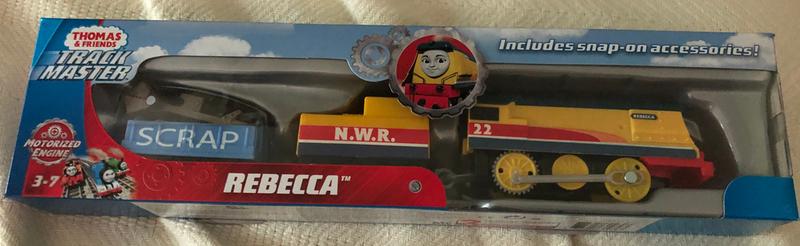 THOMAS
& FRIENDS
TRACK
MASTER
Includes snap-on accessories!
SCRAP
N.W.R.
22
REBECCA
MOTORIZED
ENGINE
3-7
REBECCA™